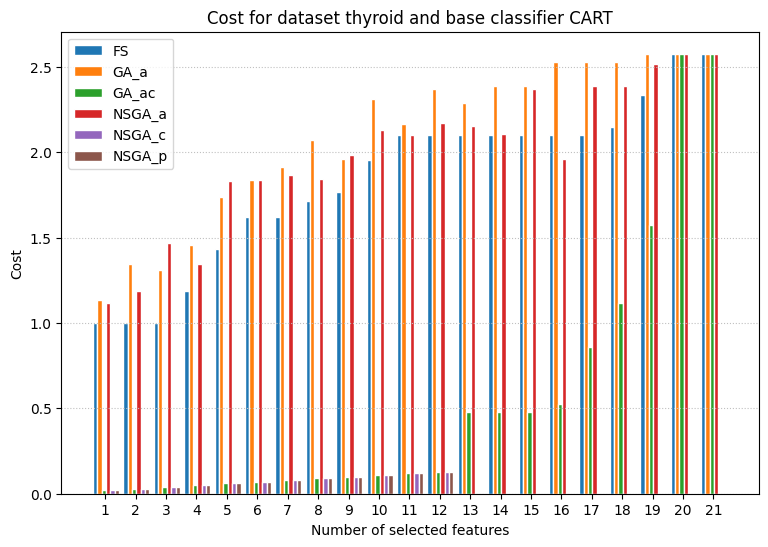 Cost for dataset thyroid and base classifier CART
FS
GA_a
GA_ac
NSGA_a
NSGA_c
NSGA_p
2.5
2.0
1.5
1.0
0.5
0.0
Cost
1 2 3 4 5 6 7 8 9 10 11 12 13 14 15 16 17 18 19 20 21
Number of selected features